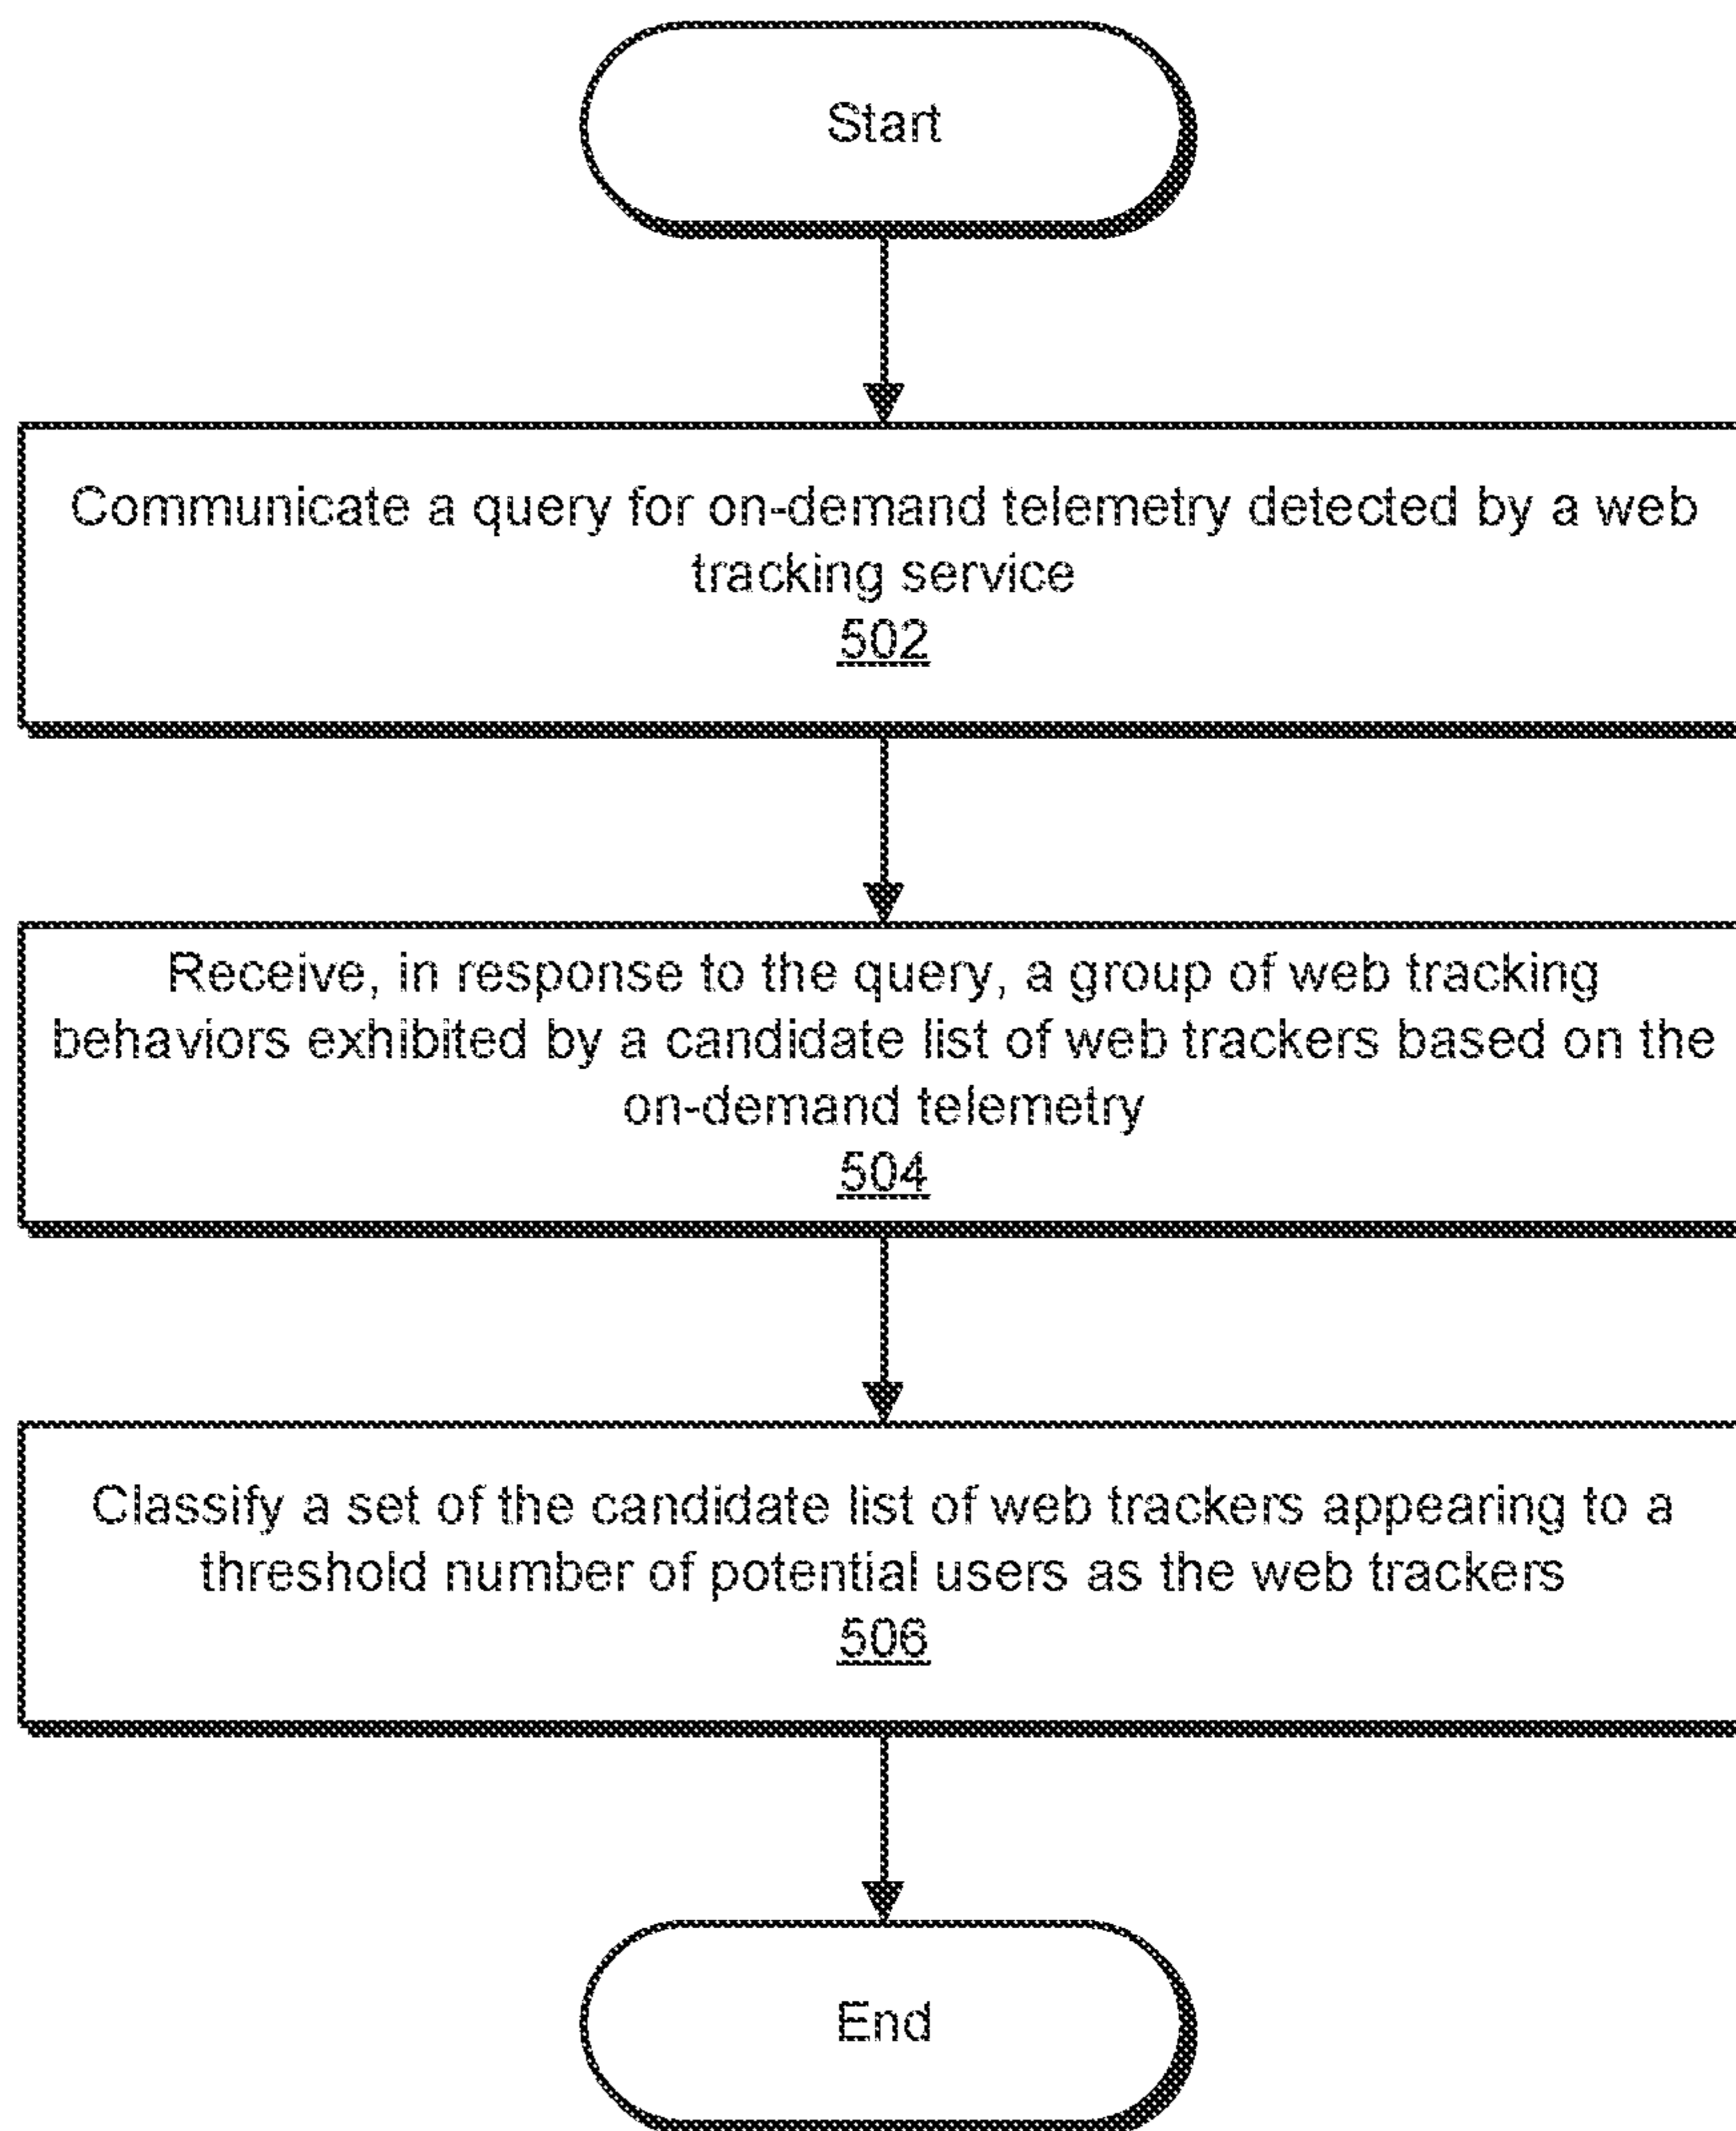 Start
Communicate a query for on-demand telemetry detected by a web
tracking service
502
Receive, in response to the query, a group of web tracking
behaviors exhibited by a candidate list of web trackers based on the
on-demand telemetry
504
Classify a set of the candidate list of web trackers appearing to a
threshold number of potential users as the web trackers
506
End